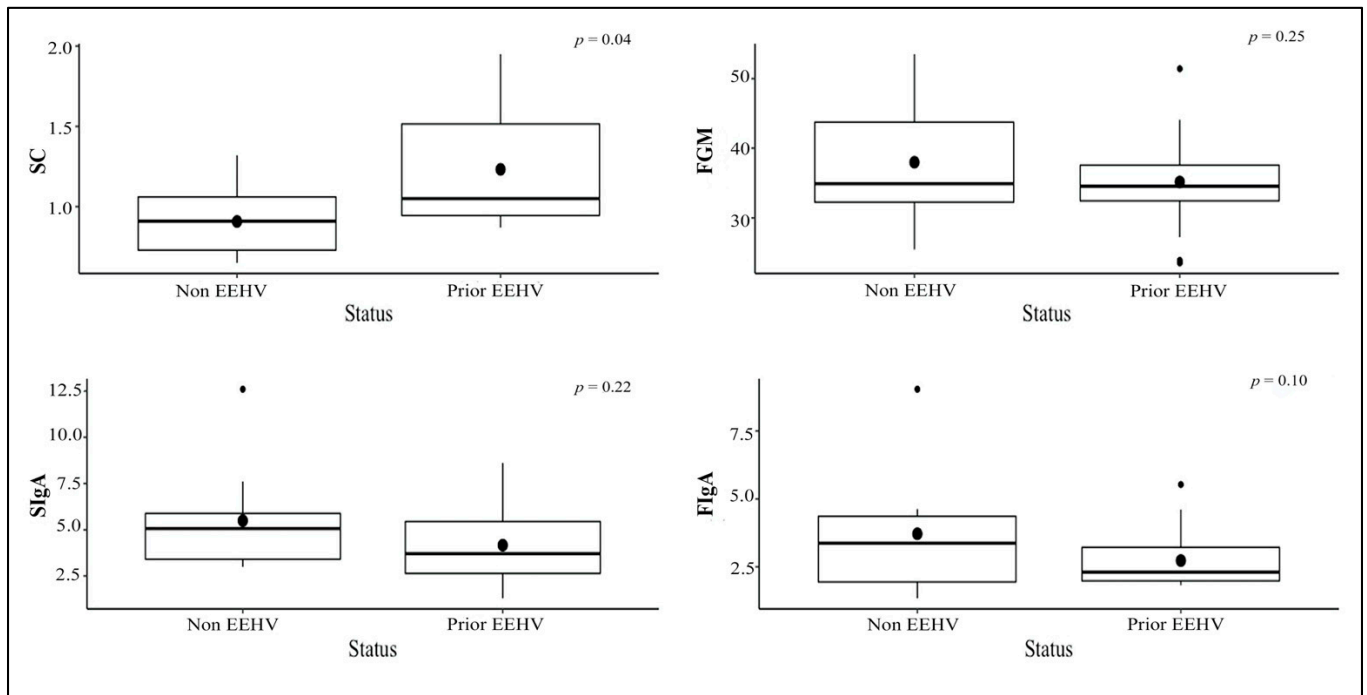 p = 0.04
2.0
1.5
1.0
SC
Non EEHV Prior EEHV
Status
p = 0.25
50
40
30
FGM
Non EEHV Prior EEHV
Status
p = 0.22
12.5
10.0
7.5
5.0
2.5
SIgA
Non EEHV Prior EEHV
Status
p = 0.10
7.5
5.0
2.5
FIgA
Non EEHV Prior EEHV
Status